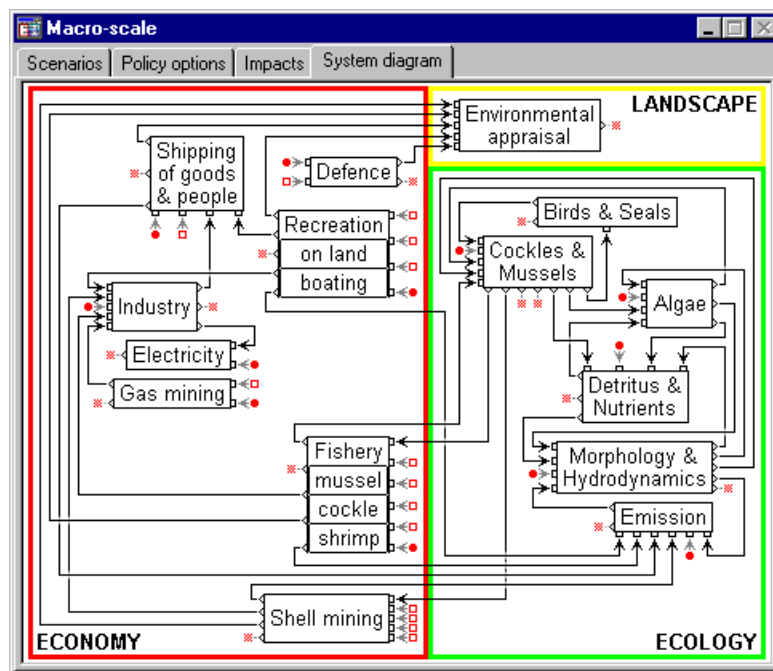 Macro-scale
Scenarios
Policy options
Impacts
System diagram
LANDSCAPE
Environmental
appraisal
Shipping
of goods
& people
Defence
Recreation
on land
boating
Birds & Seals
Cockles &
Mussels
Industry
Algae
Electricity
Gas mining
Detritus &
Nutrients
Fishery
mussel
cockle
shrimp
Morphology &
Hydrodynamics
Emission
Shell mining
ECONOMY
ECOLOGY